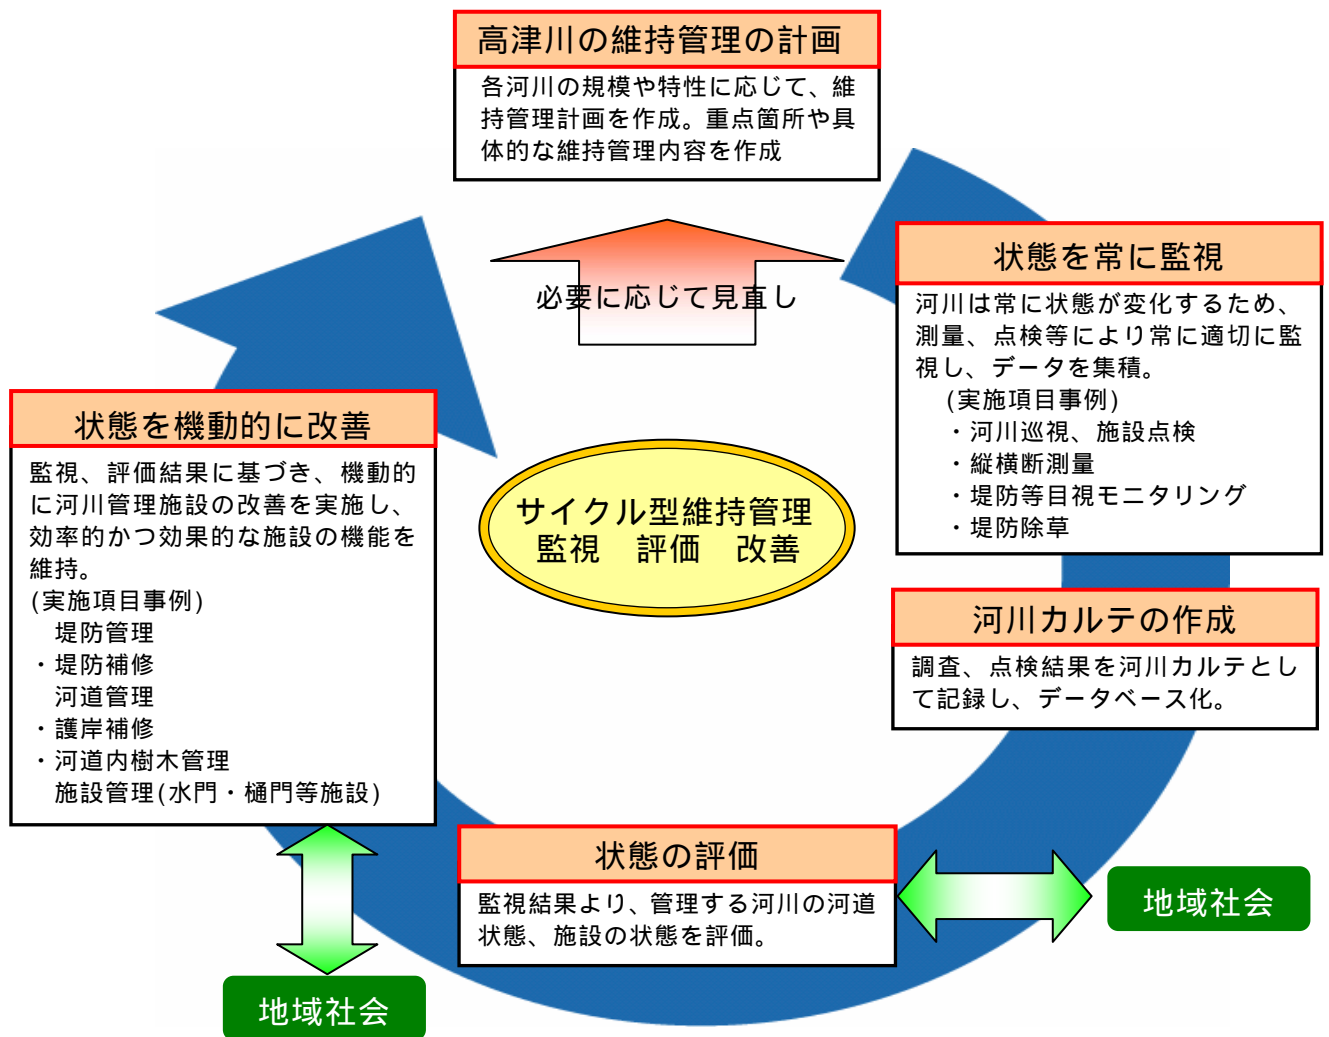 高津川の維持管理の計画
各河川の規模や特性に応じて、維
持管理計画を作成。重点箇所や具
体的な維持管理内容を作成
必要に応じて見直し
状態を常に監視
河川は常に状態が変化するため、
測量、点検等により常に適切に監
視し、データを集積。
(実施項目事例)
・河川巡視、施設点検
・縦横断測量
・堤防等目視モニタリング
・堤防除草
サイクル型維持管理
監視　評価　改善
河川カルテの作成
調査、点検結果を河川カルテとし
て記録し、データベース化。
状態の評価
監視結果より、管理する河川の河道
状態、施設の状態を評価。
地域社会
状態を機動的に改善
監視、評価結果に基づき、機動的
に河川管理施設の改善を実施し、
効率的かつ効果的な施設の機能を
維持。
(実施項目事例)
堤防管理
・堤防補修
河道管理
・護岸補修
・河道内樹木管理
施設管理(水門・樋門等施設)
地域社会